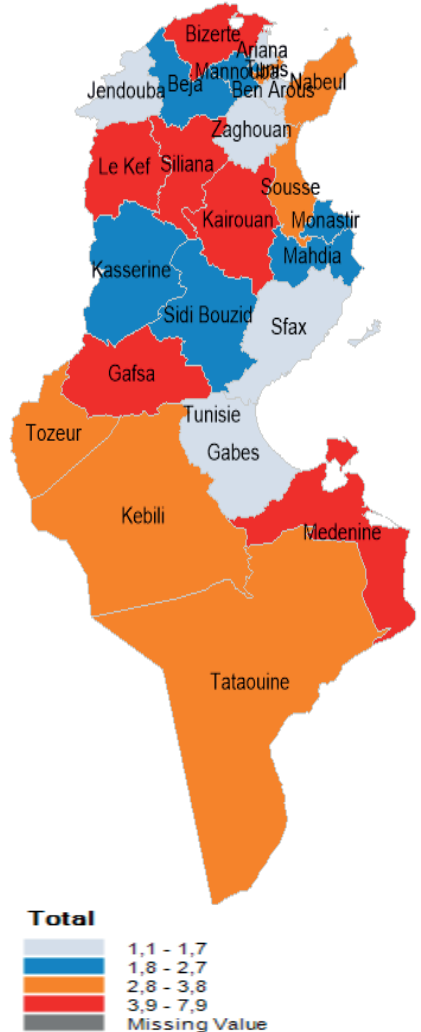 Bizerte
Ariana
Mannouba
Tunis
Nabeul
Jendouba
Beja
Ben Arous
Zaghouan
Le Kef
Siliana
Sousse
Kairouan
Monastir
Mahdia
Kasserine
Sidi Bouzid
Sfax
Gafsa
Tunisie
Tozeur
Gabes
Kebili
Medenine
Tataouine
Total
1,1 - 1,7
1,8 - 2,7
2,8 - 3,8
3,9 - 7,9
Missing Value